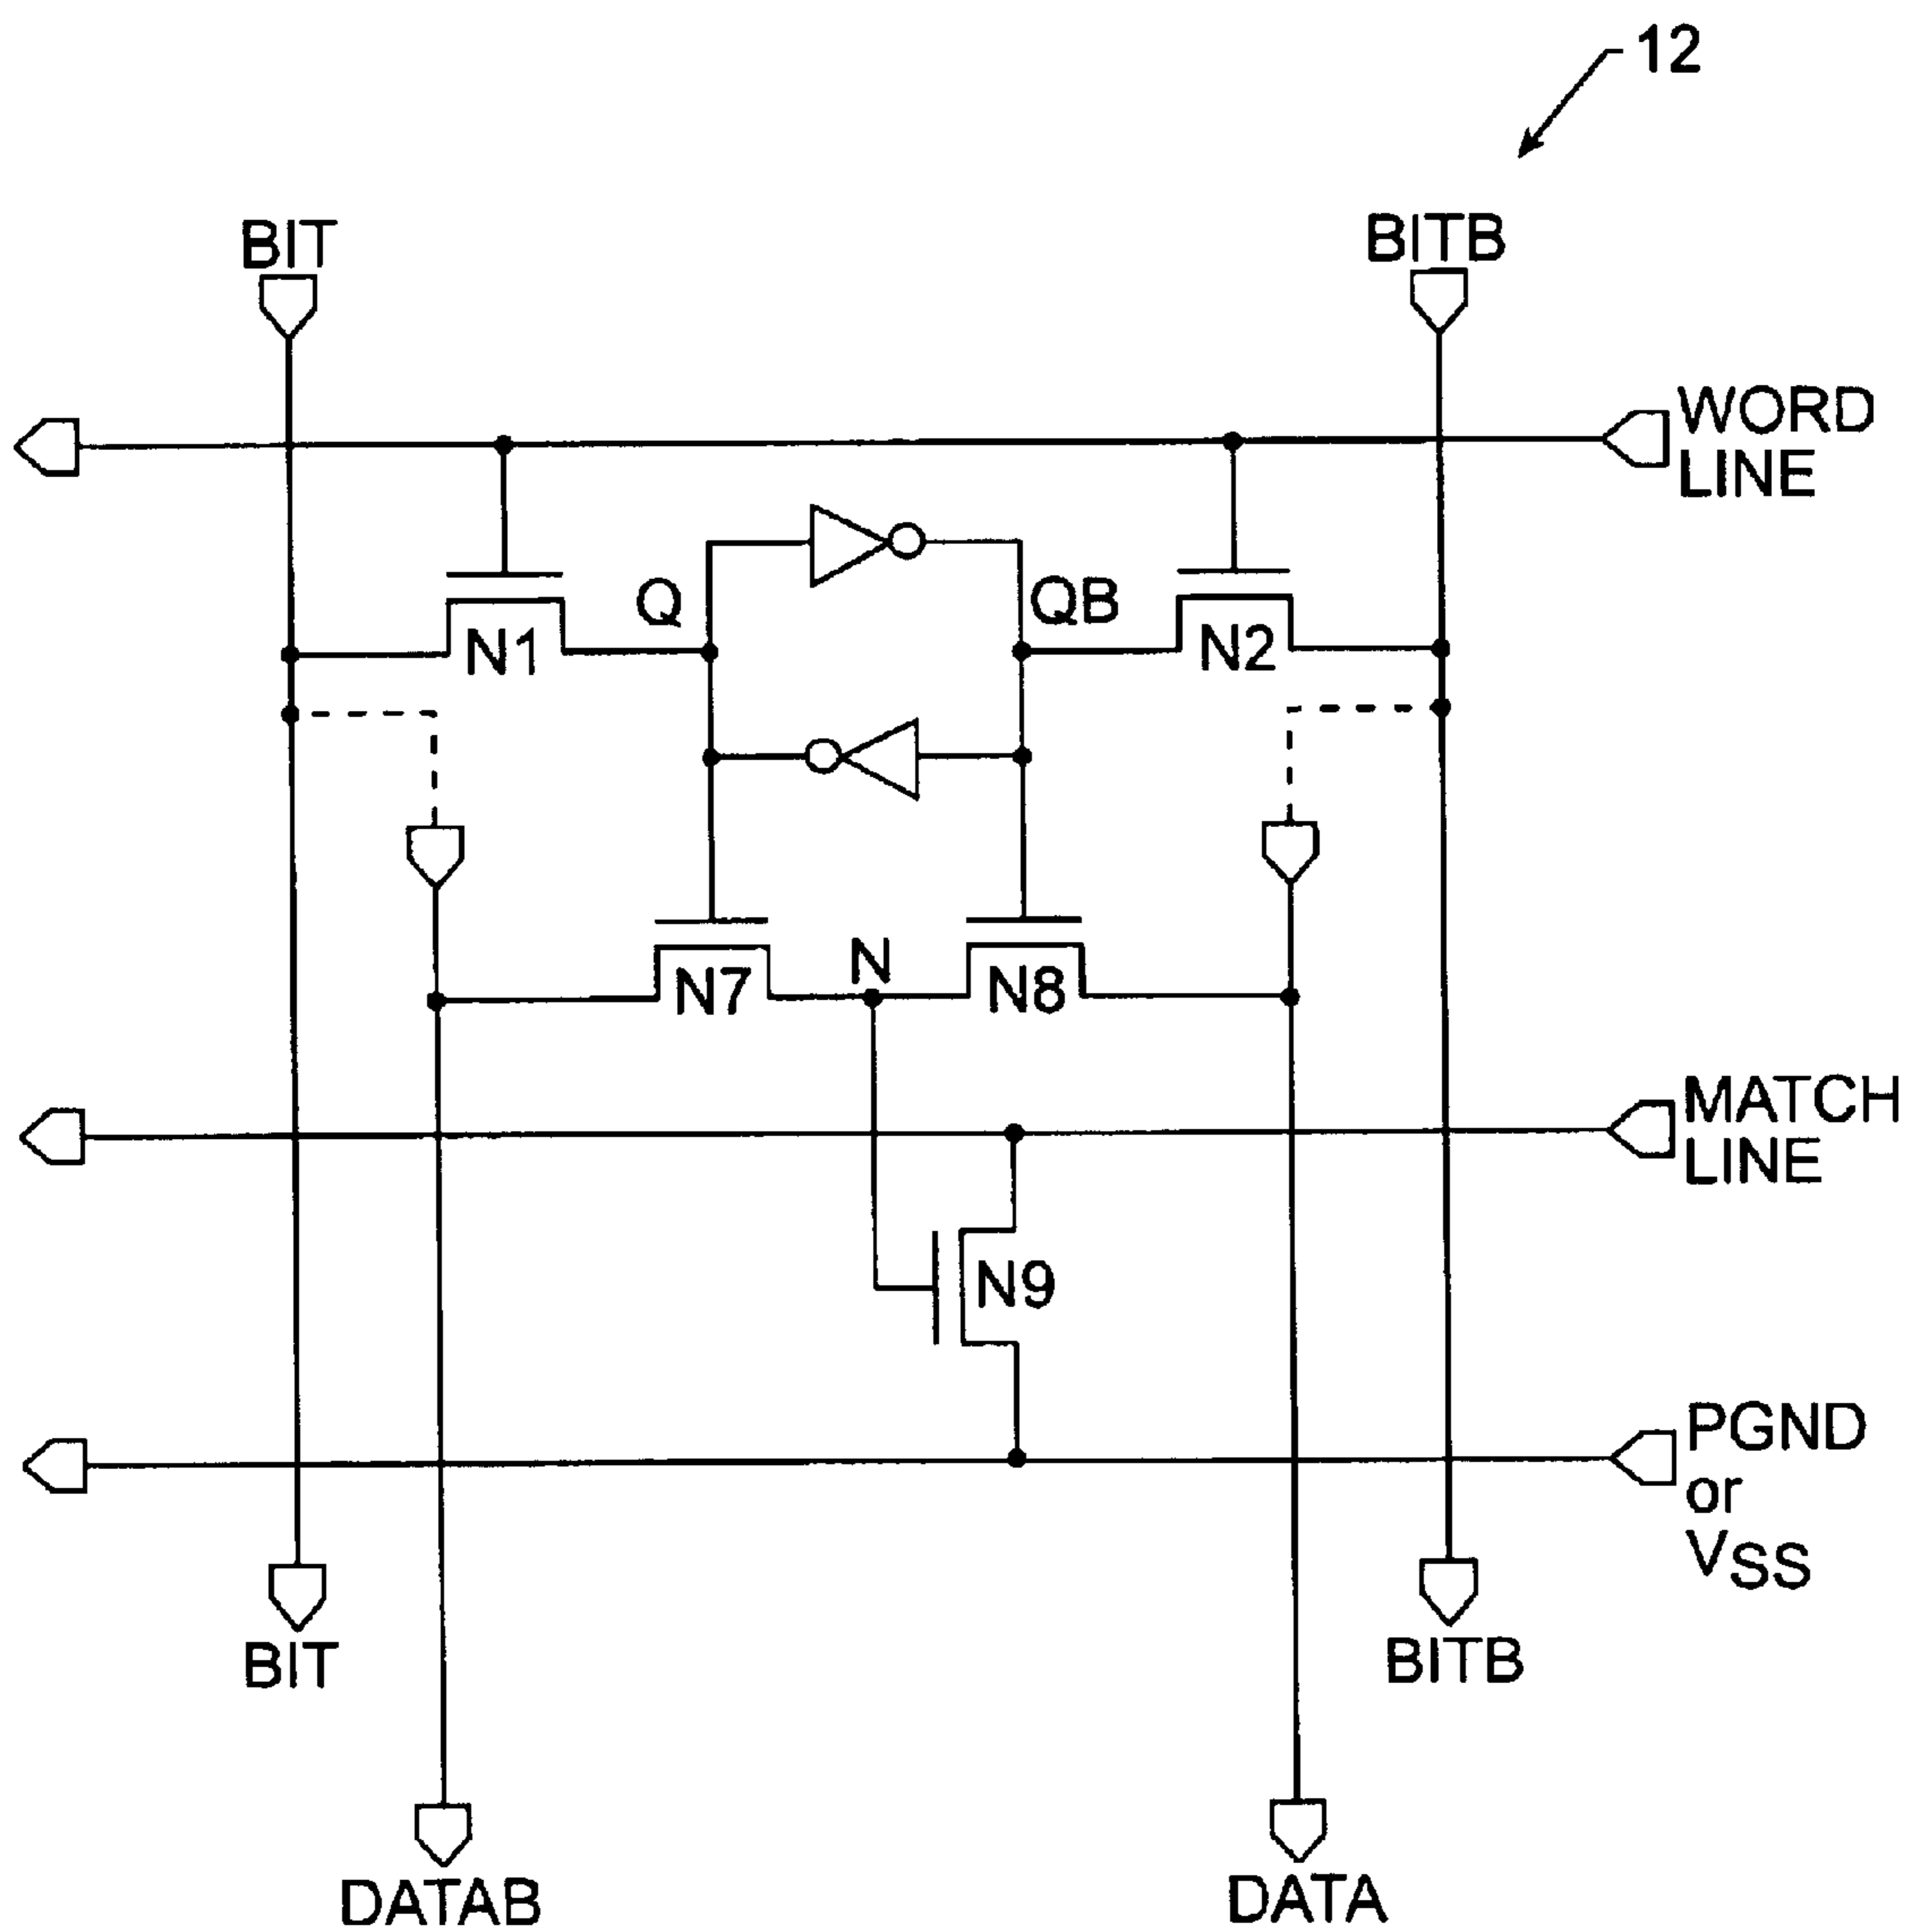 12
BIT
BITB
WORD
LINE
Q
QB
N1
N2
N
N7
N8
MATCH
LINE
N9
PGND
or
VSS
BIT
BITB
DATAB
DATA